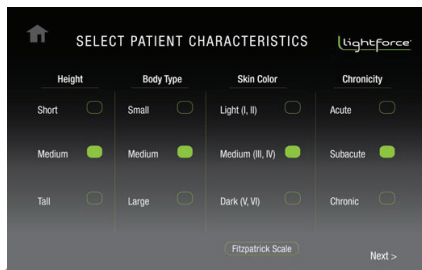 SELECT PATIENT CHARACTERISTICS
lightforce
Height Body Type Skin Color Chronicity
Short Small Light (I, II) Acute
Medium Medium Medium (III, IV) Subacute
Tall Large Dark (V, VI) Chronic
Fitzpatrick Scale
Next >